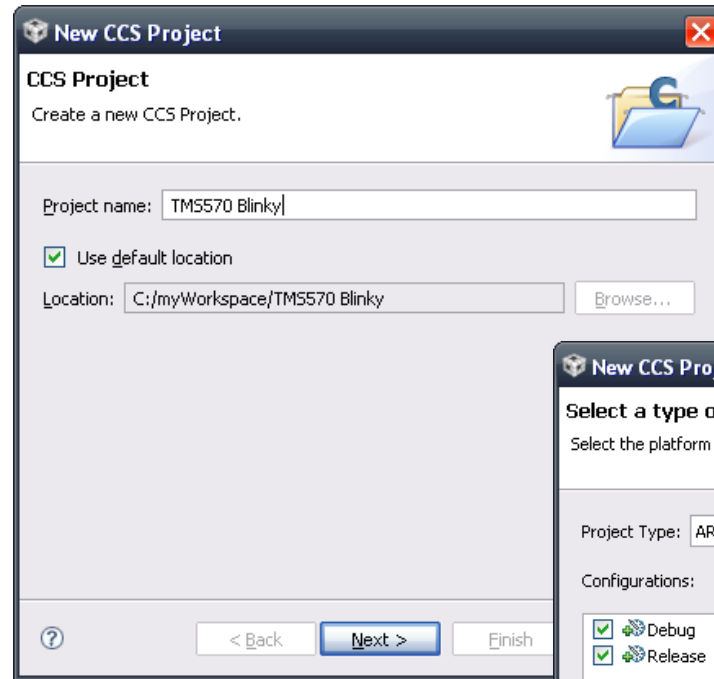 New CCS Project
CCS Project
Create a new CCS Project.
Project name: TMS570 Blinky
Use default location
Location: C:/myWorkspace/TMS570 Blinky Browse...
New CCS Pro
Select a type o
Select the platform
Project Type: AR
Configurations:
Debug
Release
< Back Next > Finish